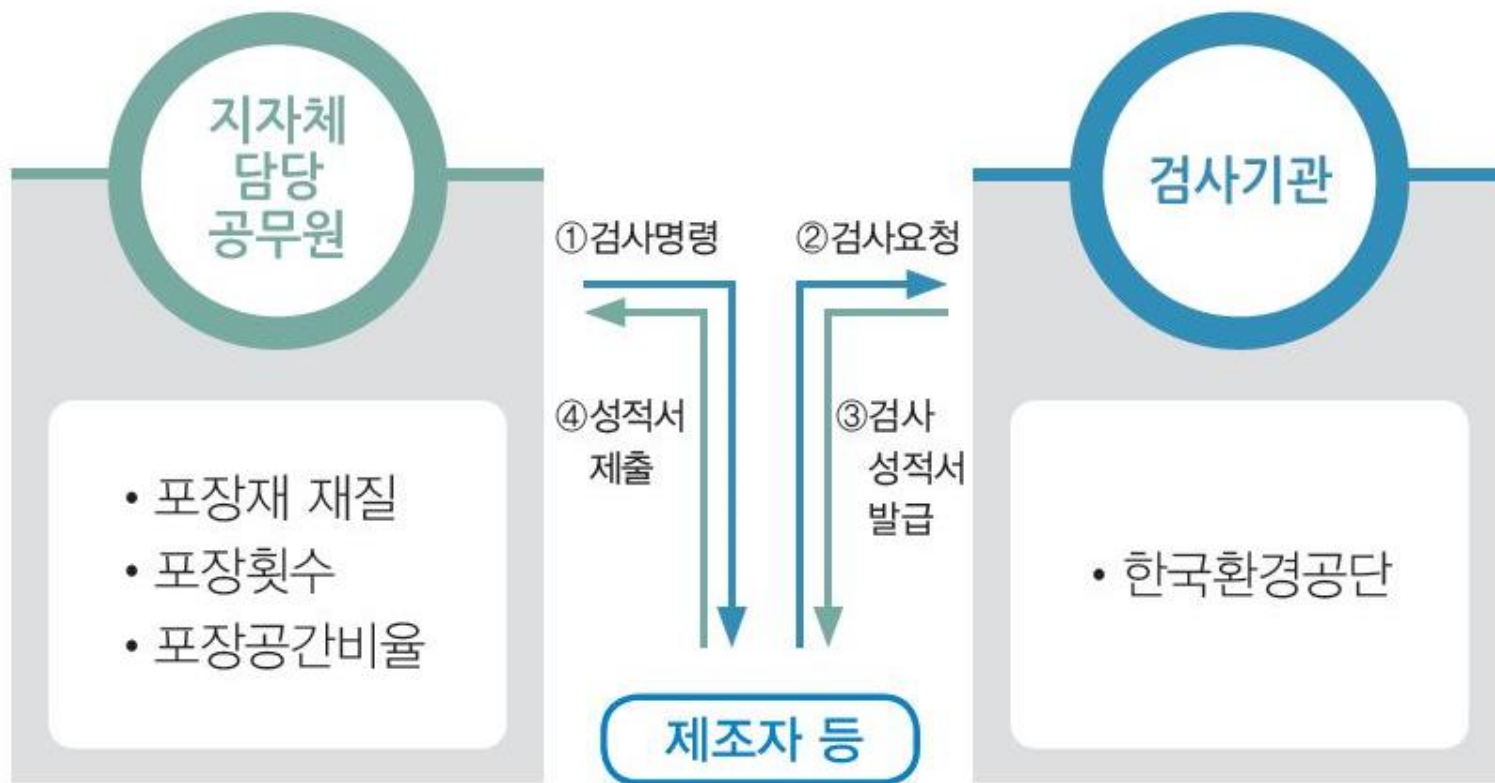 지자체
담당
공무원
검사기관
①검사명령
②검사요청
④성적서
제출
③검사
성적서
발급
• 포장재 재질
• 포장횟수
• 포장공간비율
• 한국환경공단
제조자 등